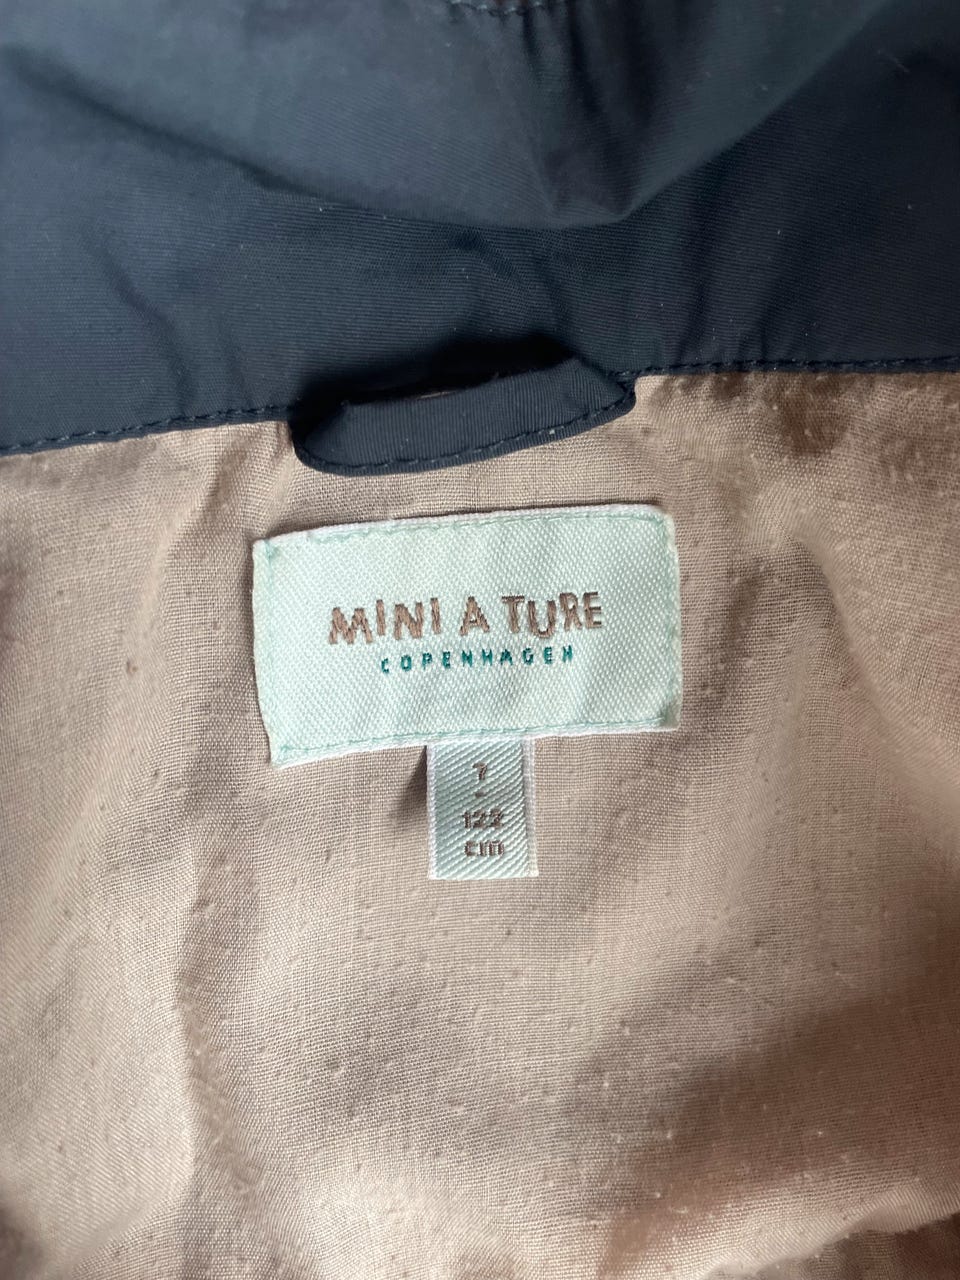 MINI A TURE
COPENHAGEN
7
-
122
cm